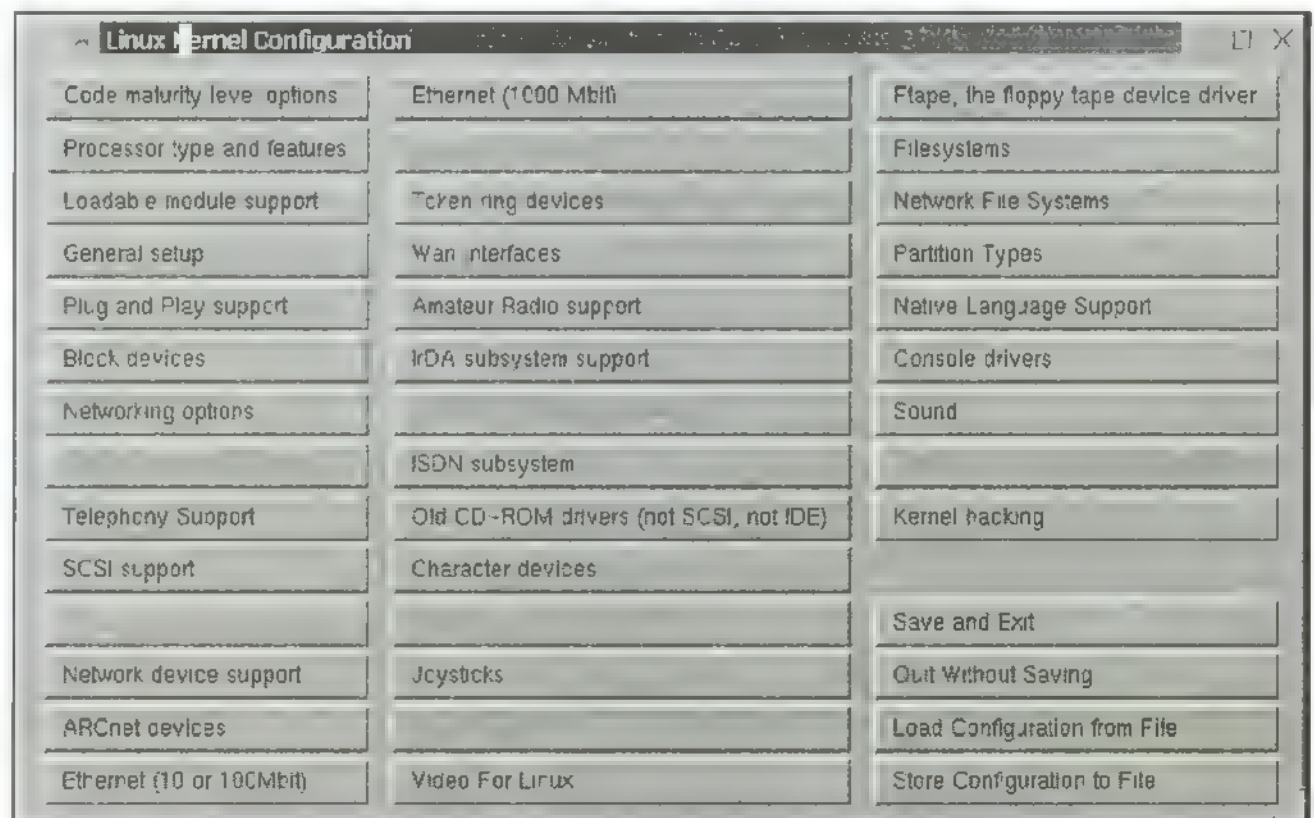 Linux Kernel Configuration
Code maturity level options
Processor type and features
Loadable module support
General setup
Plug and Play support
Block devices
Networking options
Telephony Support
SCSI support
Network device support
ARCnet devices
Ethernet (10 or 100Mbit)
Ethernet (1000 Mbit)
Token ring devices
Wan interfaces
Amateur Radio support
IrDA subsystem support
ISDN subsystem
Old CD-ROM drivers (not SCSI, not IDE)
Character devices
Joysticks
Video For Linux
Ftape, the floppy tape device driver
Filesystems
Network File Systems
Partition Types
Native Language Support
Console drivers
Sound
Kernel hacking
Save and Exit
Quit Without Saving
Load Configuration from File
Store Configuration to File